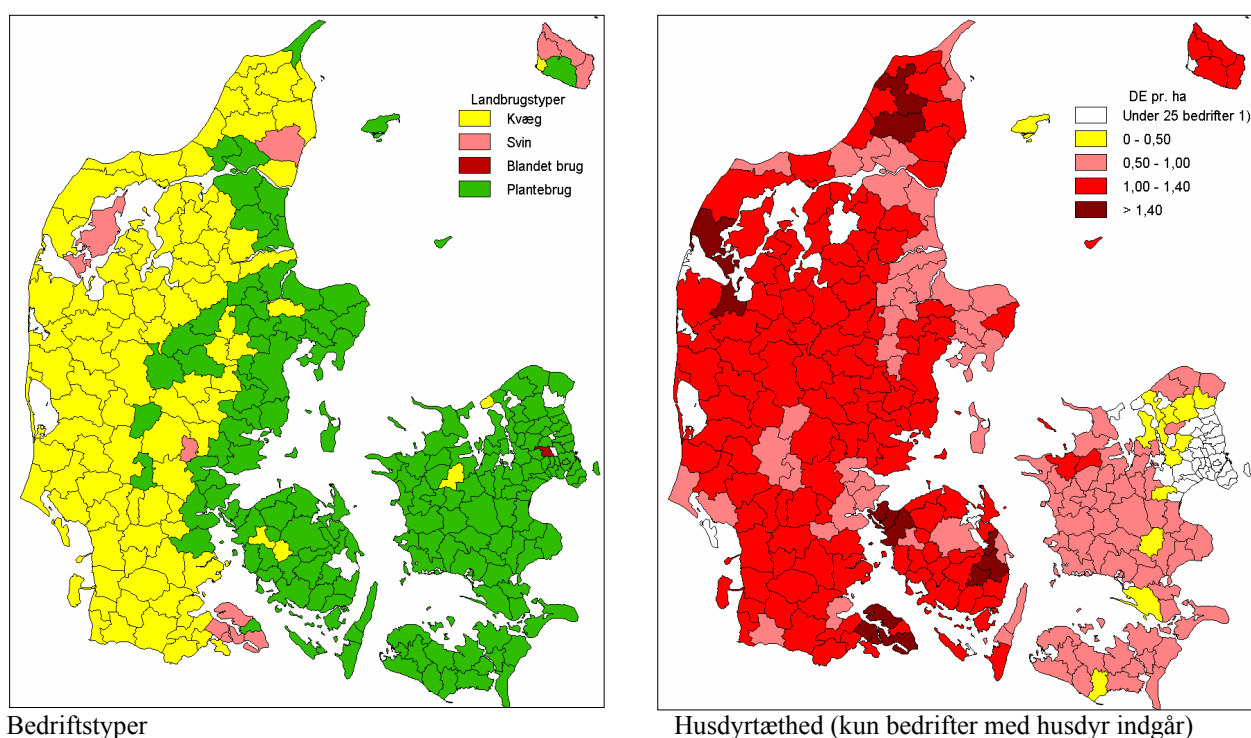 Landbrugstyper
Kvæg
Svin
Blandet brug
Plantebrug
Bedriftstyper
DE pr. ha
Under 25 bedrifter 1)
0 - 0,50
0,50 - 1,00
1,00 - 1,40
> 1,40
Husdyrtæthed (kun bedrifter med husdyr indgår)